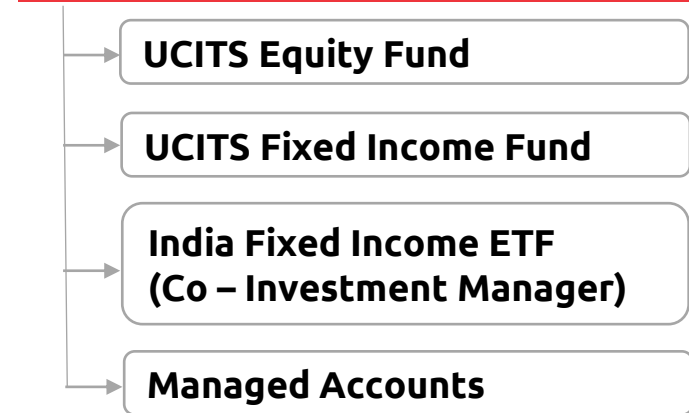 UCITS Equity Fund
UCITS Fixed Income Fund
India Fixed Income ETF
(Co – Investment Manager)
Managed Accounts